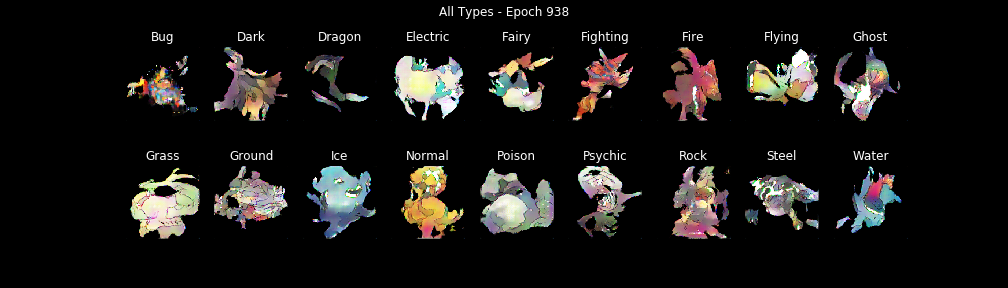 All Types - Epoch 938
Bug Dark Dragon Electric Fairy Fighting Fire Flying Ghost
Grass Ground Ice Normal Poison Psychic Rock Steel Water